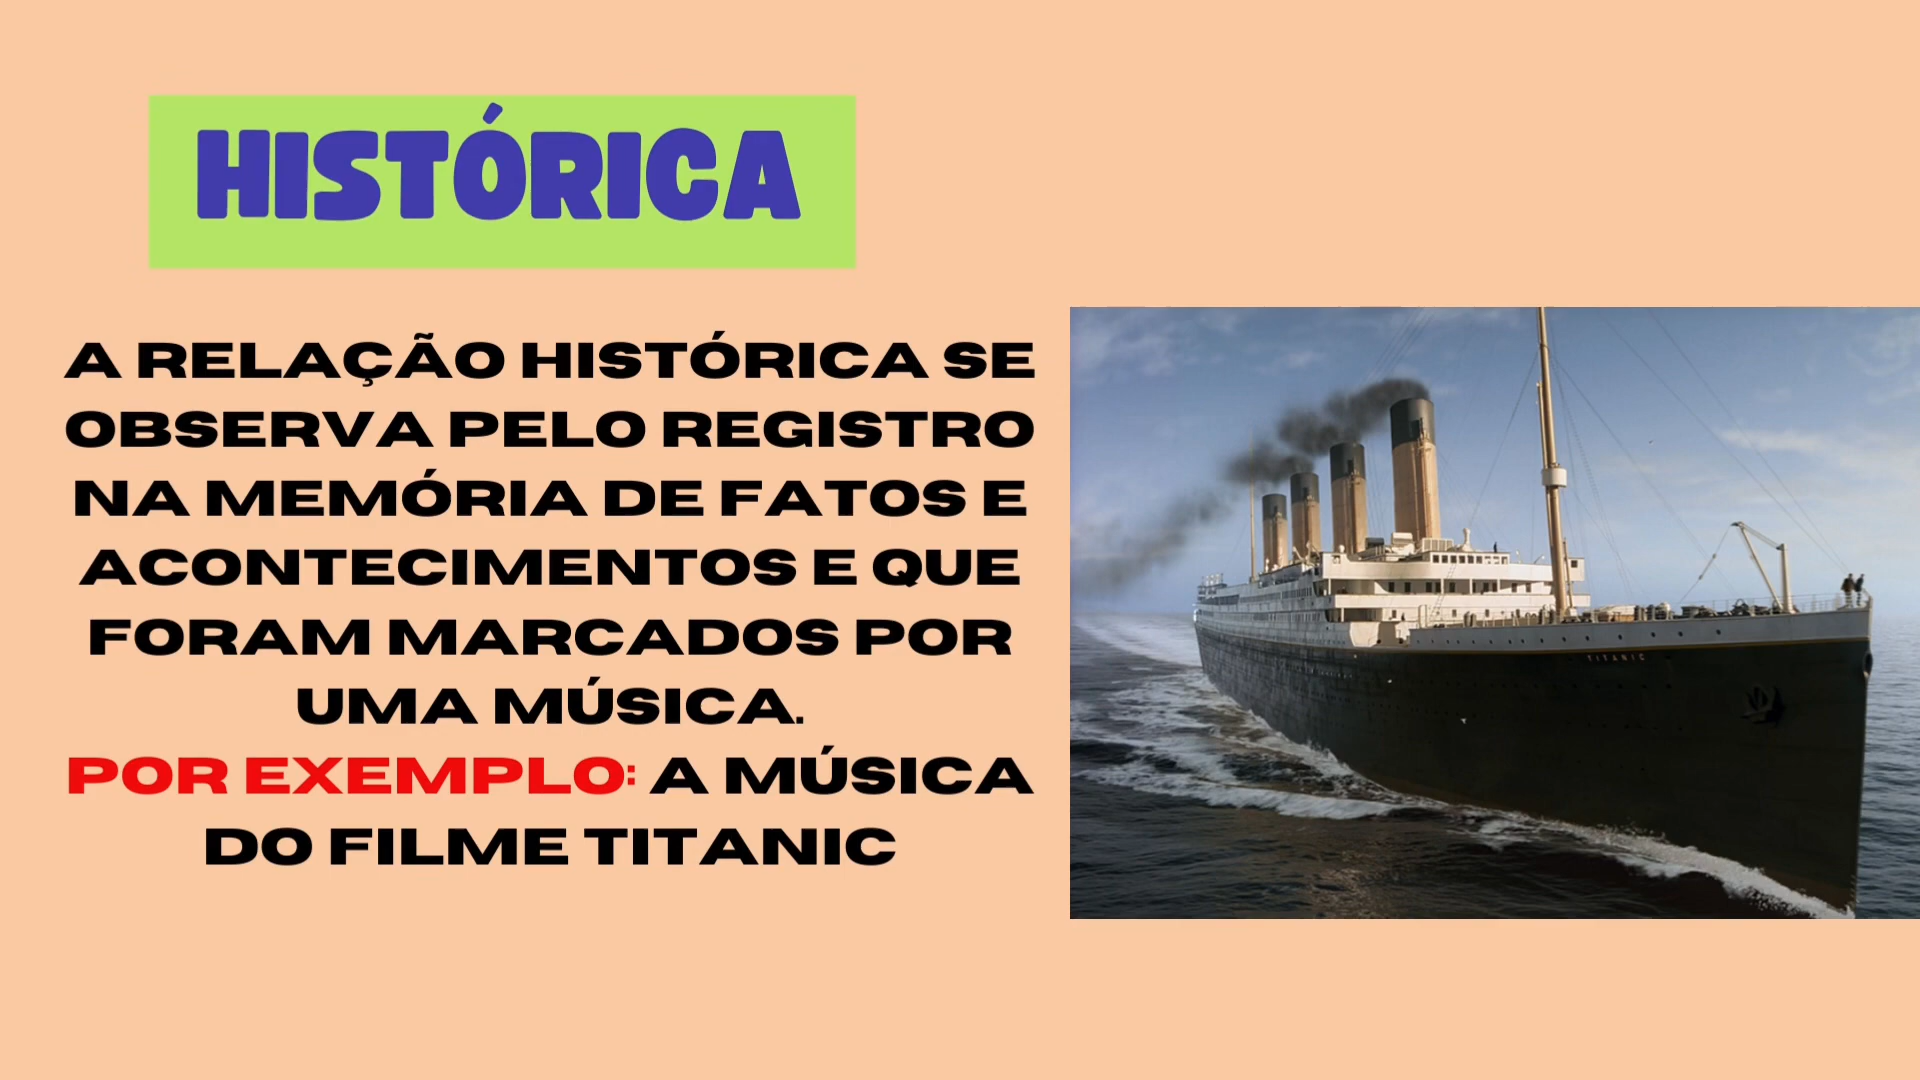 HISTÓRICA
A RELAÇÃO HISTÓRICA SE
OBSERVA PELO REGISTRO
NA MEMÓRIA DE FATOS E
ACONTECIMENTOS E QUE
FORAM MARCADOS POR
UMA MÚSICA.
POR EXEMPLO: A MÚSICA
DO FILME TITANIC
TITANIC